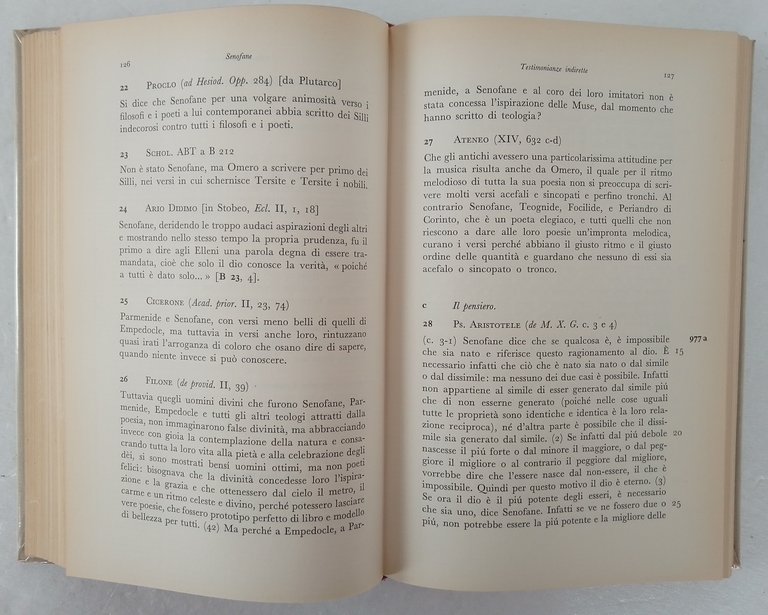 126
Senofane
22 PROCLO (ad Hesiod. Opp. 284) [da Plutarco]
Si dice che Senofane per una volgare animosità verso i
filosofi e i poeti a lui contemporanei abbia scritto dei Silli
indecorosi contro tutti i filosofi e i poeti.
23 SCHOL. ABT a B 212
Non è stato Senofane, ma Omero a scrivere per primo dei
Silli, nei versi in cui schernisce Tersite e Tersite i nobili.
24 ARIO DIDIMO [in Stobeo, Ecl. II, 1, 18]
Senofane, deridendo le troppo audaci aspirazioni degli altri
e mostrando nello stesso tempo la propria prudenza, fu il
primo a dire agli Elleni una parola degna di essere tra-
mandata, cioè che solo il dio conosce la verità, « poiché
a tutti è dato solo... » [B 23, 4].
25 CICERONE (Acad. prior. II, 23, 74)
Parmenide e Senofane, con versi meno belli di quelli di
Empedocle, ma tuttavia in versi anche loro, rintuzzano
quasi irati l'arroganza di coloro che osano dire di sapere,
quando niente invece si può conoscere.
26 FILONE (de provid. II, 39)
Tuttavia quegli uomini divini che furono Senofane, Par-
menide, Empedocle e tutti gli altri teologi attratti dalla
poesia, non immaginarono false divinità, ma abbracciando
invece con gioia la contemplazione della natura e consa-
crando tutta la loro vita alla pietà e alla celebrazione degli
dèi, si sono mostrati bensì uomini ottimi, ma non poeti
felici: bisognava che la divinità concedesse loro l'ispira-
zione e la grazia e che ottenessero dal cielo il metro, il
carme e un ritmo celeste e divino, perché potessero lasciare
vere poesie, che fossero prototipo perfetto di libro e modello
di bellezza per tutti. (42) Ma perché a Empedocle, a Par-
Testimonianze indirette
127
menide, a Senofane e al coro dei loro imitatori non è
stata concessa l'ispirazione delle Muse, dal momento che
hanno scritto di teologia?
27 ATENEO (XIV, 632 c-d)
Che gli antichi avessero una particolarissima attitudine per
la musica risulta anche da Omero, il quale per il ritmo
melodioso di tutta la sua poesia non si preoccupa di scri-
vere molti versi acefali e sincopati e perfino tronchi. Al
contrario Senofane, Teognide, Focilide, e Periandro di
Corinto, che è un poeta elegiaco, e tutti quelli che non
riescono a dare alle loro poesie un'impronta melodica,
curano i versi perché abbiano il giusto ritmo e il giusto
ordine delle quantità e guardano che nessuno di essi sia
acefalo o sincopato o tronco.
c Il pensiero.
28 PS. ARISTOTELE (de M. X. G. c. 3 e 4)
(c. 3-1) Senofane dice che se qualcosa è, è impossibile 977a
che sia nato e riferisce questo ragionamento al dio. È 15
necessario infatti che ciò che è nato sia nato o dal simile
o dal dissimile: ma nessuno dei due casi è possibile. Infatti
non appartiene al simile di esser generato dal simile piú
che di non esserne generato (poiché nelle cose uguali
tutte le proprietà sono identiche e identica è la loro rela-
zione reciproca), né d'altra parte è possibile che il dissi-
mile sia generato dal simile. (2) Se infatti dal piú debole 20
nascesse il piú forte o dal minore il maggiore, o dal peg-
giore il migliore o al contrario il peggiore dal migliore,
vorrebbe dire che l'essere nasce dal non-essere, il che è
impossibile. Quindi per questo motivo il dio è eterno. (3)
Se ora il dio è il piú potente degli esseri, è necessario
che sia uno, dice Senofane. Infatti se ve ne fossero due o 25
piú, non potrebbe essere la piú potente e la migliore delle